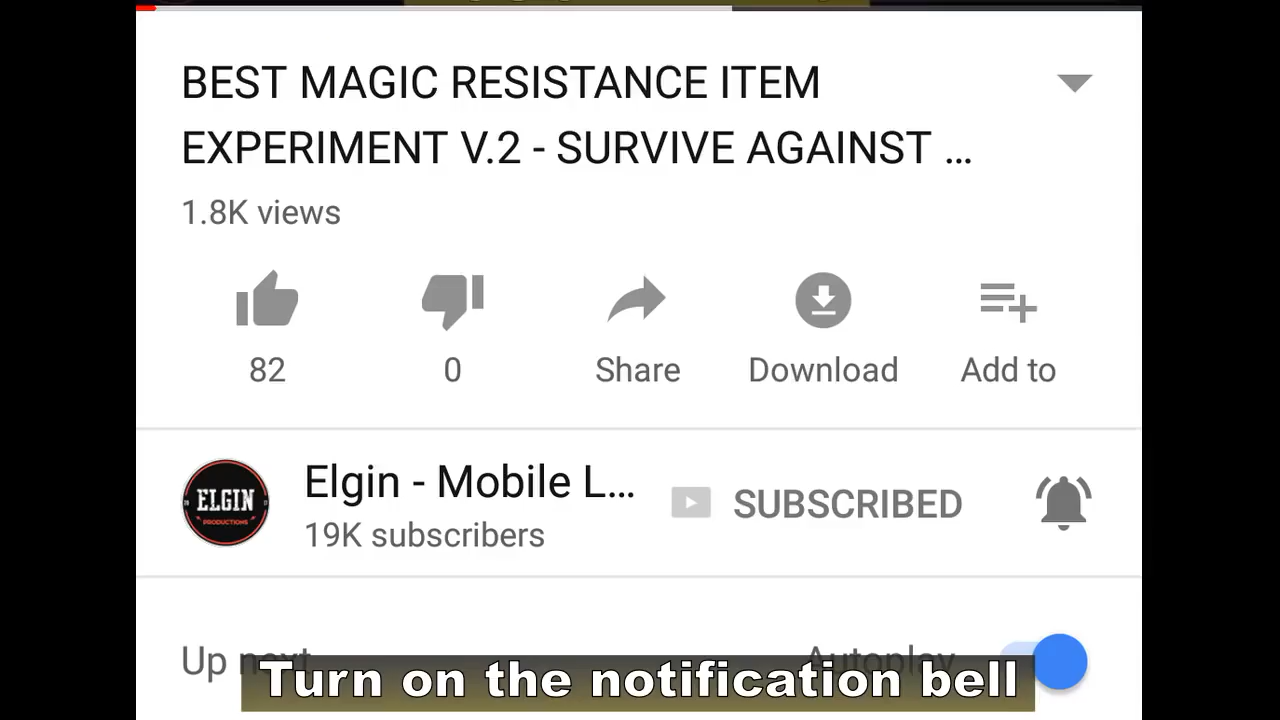 BEST MAGIC RESISTANCE ITEM
EXPERIMENT V.2 - SURVIVE AGAINST ...
1.8K views
82
0
Share
Download
Add to
ELGIN
PRODUCTIONS
Elgin - Mobile L...
19K subscribers
SUBSCRIBED
Up next
Autoplay
Turn on the notification bell